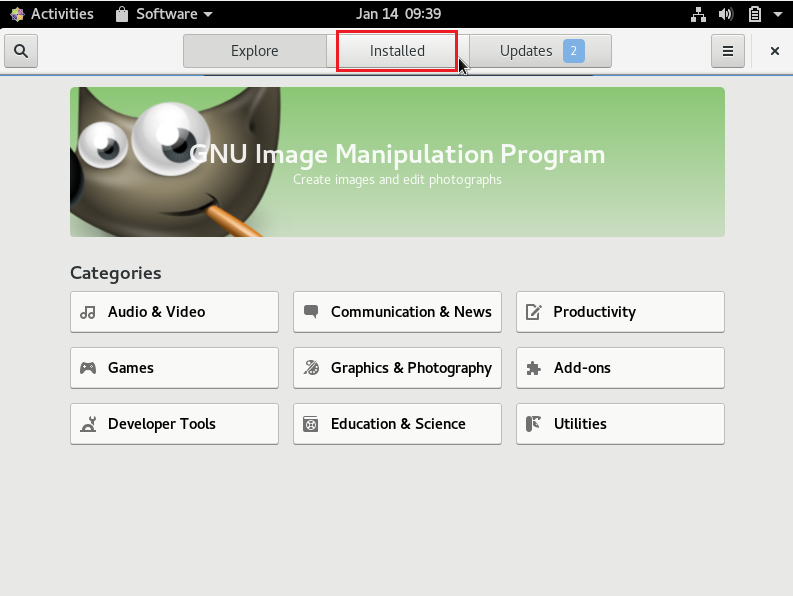 Activities Software Jan 14 09:39
Explore Installed Updates 2
GNU Image Manipulation Program
Create images and edit photographs
Categories
Audio & Video Communication & News Productivity
Games Graphics & Photography Add-ons
Developer Tools Education & Science Utilities